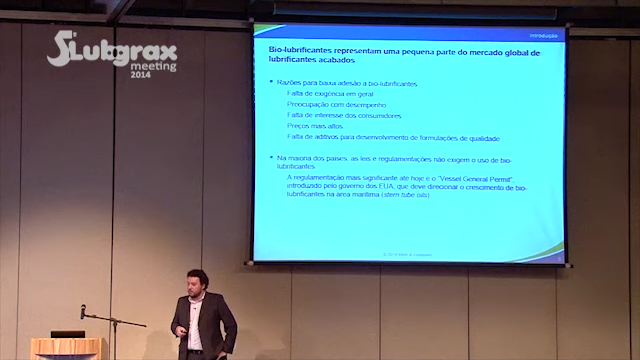 5º Lubgrax
meeting
2014
Introdução
Bio-lubrificantes representam uma pequena parte do mercado global de
lubrificantes acabados
Razões para baixa adesão a bio-lubrificantes
Falta de exigência em geral
Preocupação com desempenho
Falta de interesse dos consumidores
Preços mais altos
Falta de aditivos para desenvolvimento de formulações de qualidade
Na maioria dos países, as leis e regulamentações não exigem o uso de bio-
lubrificantes
A regulamentação mais significante até hoje é o "Vessel General Permit",
introduzido pelo governo dos EUA, que deve direcionar o crescimento de bio-
lubrificantes na área marítima (stern tube oils)